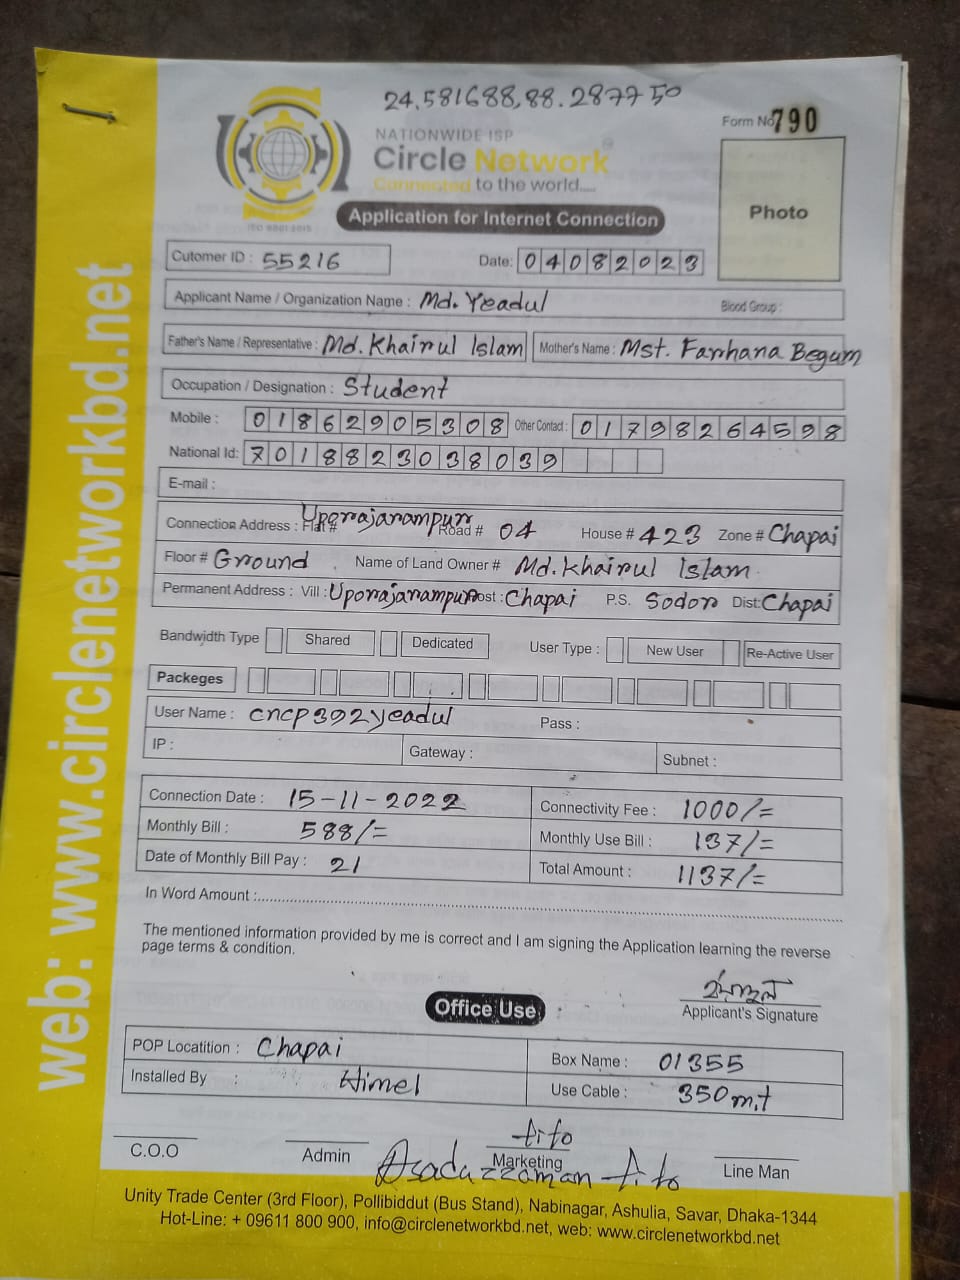 24.581688,88.287750
Form No 790
NATIONWIDE ISP
Circle Network
Connected to the world.....
ISO 9001:2015
Photo
Application for Internet Connection
Cutomer ID : 55216 Date: 04082023
Applicant Name / Organization Name : Md. Yeadul Blood Group :
Father's Name / Representative : Md. Khairul Islam Mother's Name : Mst. Farhana Begum
Occupation / Designation : Student
Mobile : 01862905308 Other Contact : 01798264598
National Id: 7018823038039
E-mail :
Connection Address : Flat # Uporajarampur Road # 04 House # 423 Zone # Chapai
Floor # Ground Name of Land Owner # Md. Khairul Islam
Permanent Address : Vill : Uporajarampur Post : Chapai P.S. Sodor Dist: Chapai
Bandwidth Type Shared Dedicated User Type : New User Re-Active User
Packeges
User Name : cncp392yeadul Pass :
IP : Gateway : Subnet :
Connection Date : 15-11-2022 Connectivity Fee : 1000/=
Monthly Bill : 588/= Monthly Use Bill : 137/=
Date of Monthly Bill Pay : 21 Total Amount : 1137/=
In Word Amount :
The mentioned information provided by me is correct and I am signing the Application learning the reverse
page terms & condition.
Applicant's Signature
Office Use
POP Locatition : Chapai Box Name : 01355
Installed By : Himel Use Cable : 350 m,t
C.O.O Admin Tito Marketing Line Man
Asaduzzaman Tito
Unity Trade Center (3rd Floor), Pollibiddut (Bus Stand), Nabinagar, Ashulia, Savar, Dhaka-1344
Hot-Line: + 09611 800 900, info@circlenetworkbd.net, web: www.circlenetworkbd.net
web: www.circlenetworkbd.net